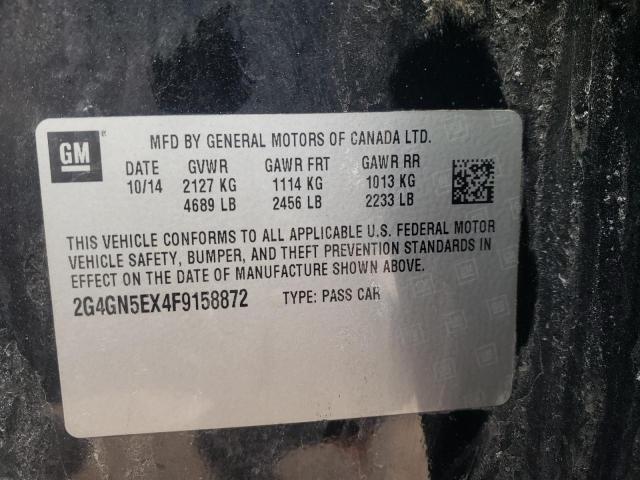 GM
MFD BY GENERAL MOTORS OF CANADA LTD.
DATE GVWR GAWR FRT GAWR RR
10/14 2127 KG 1114 KG 1013 KG
4689 LB 2456 LB 2233 LB
THIS VEHICLE CONFORMS TO ALL APPLICABLE U.S. FEDERAL MOTOR
VEHICLE SAFETY, BUMPER, AND THEFT PREVENTION STANDARDS IN
EFFECT ON THE DATE OF MANUFACTURE SHOWN ABOVE.
2G4GN5EX4F9158872 TYPE: PASS CAR